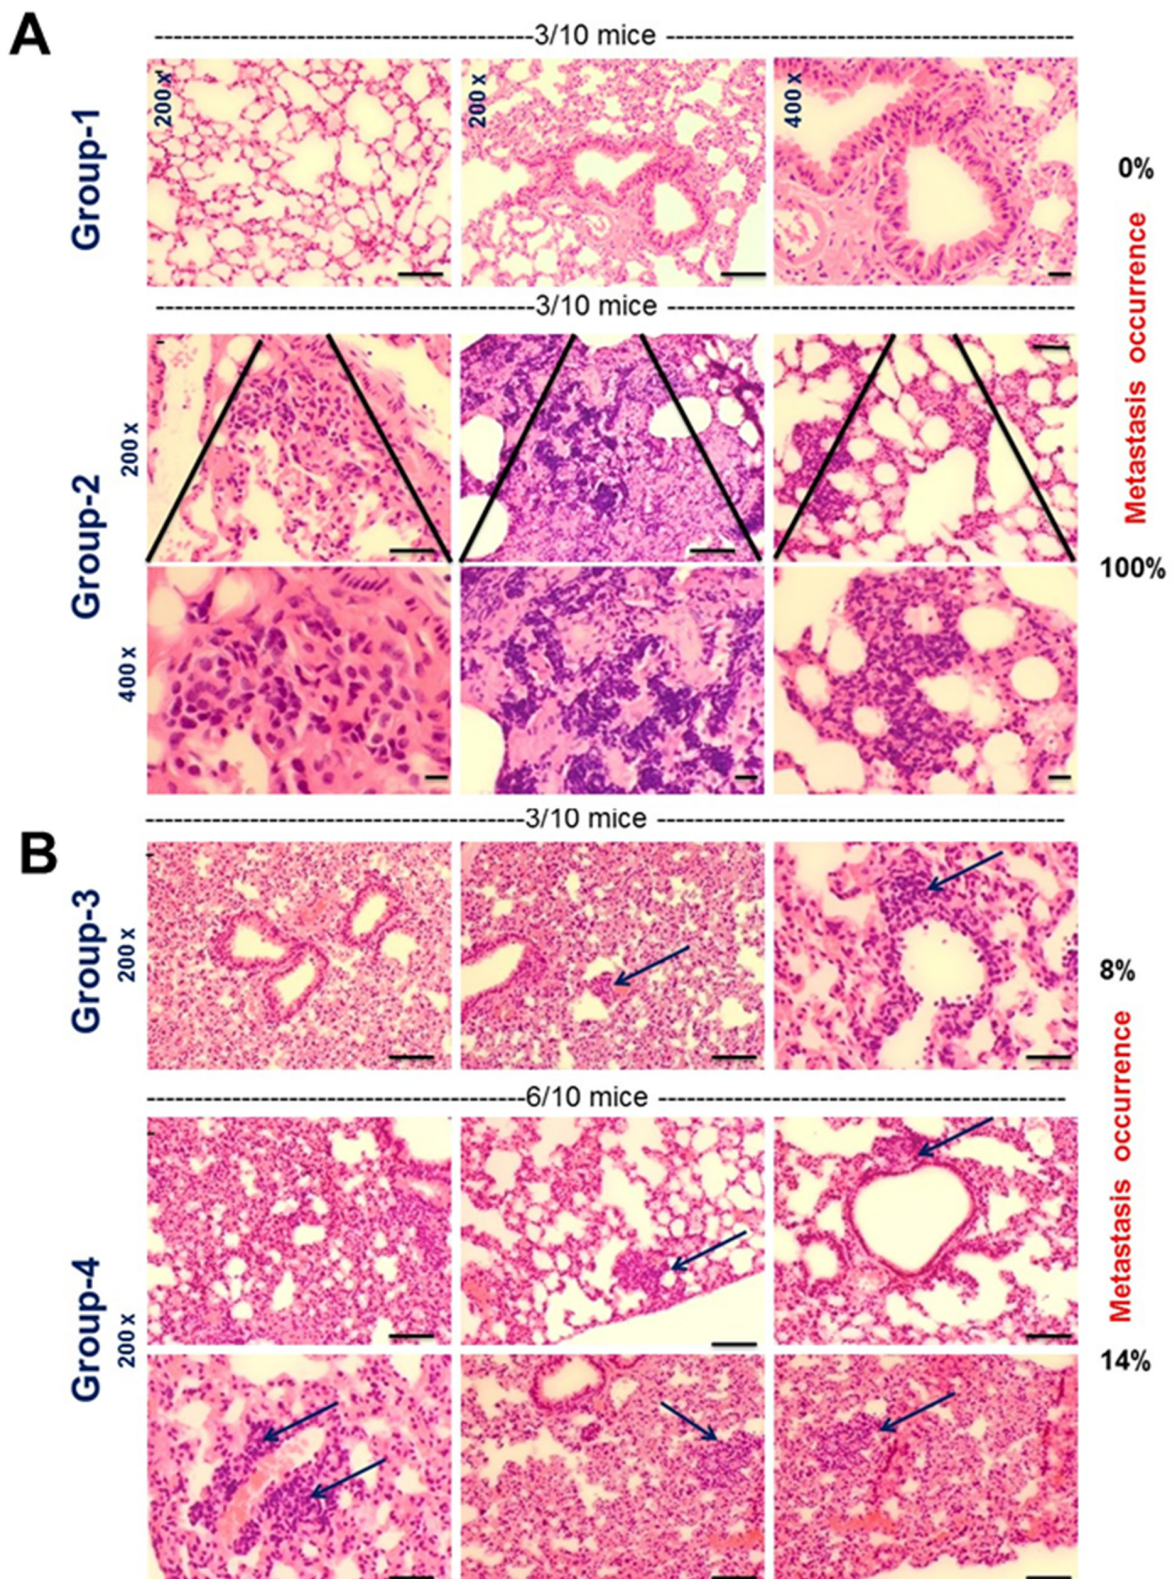 A
------------------------------------3/10 mice ---------------------------------------
Group-1
200 x
200 x
400 x
0%
------------------------------------3/10 mice ---------------------------------------
Metastasis occurrence
Group-2
200 x
400 x
100%
------------------------------------3/10 mice ---------------------------------------
B
Group-3
200 x
8%
------------------------------------6/10 mice ---------------------------------------
Metastasis occurrence
Group-4
200 x
14%